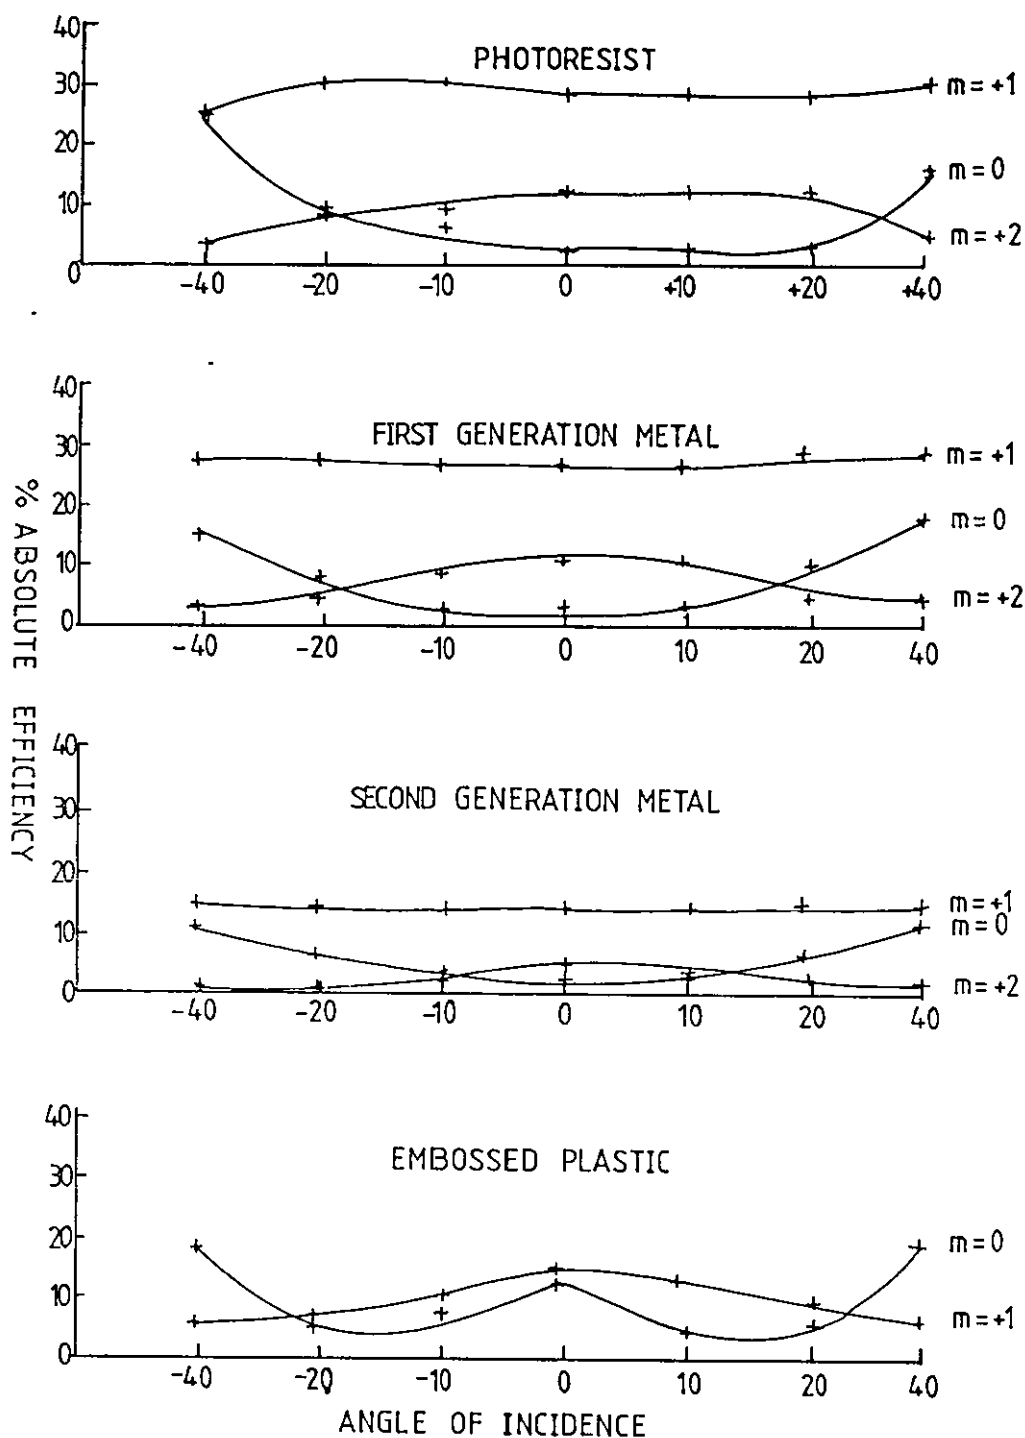 40
PHOTORESIST
30
m = +1
20
m = 0
10
m = +2
0
-40 -20 -10 0 +10 +20 +40
40
FIRST GENERATION METAL
30
m = +1
20
m = 0
10
m = +2
0
-40 -20 -10 0 10 20 40
% ABSOLUTE EFFICIENCY
40
SECOND GENERATION METAL
30
20
m = +1
m = 0
10
m = +2
0
-40 -20 -10 0 10 20 40
40
EMBOSSED PLASTIC
30
20
m = 0
10
m = +1
0
-40 -20 -10 0 10 20 40
ANGLE OF INCIDENCE